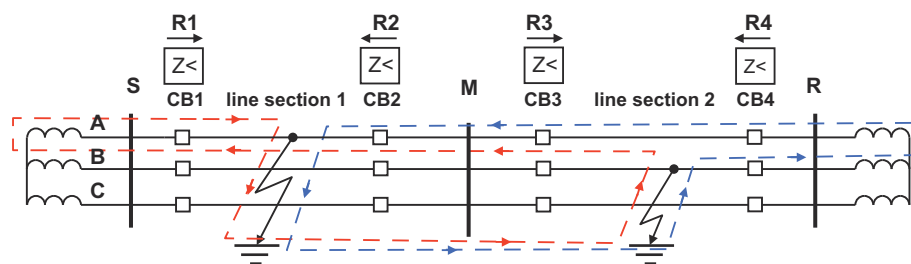 R1 R2 R3 R4
Z< Z< Z< Z<
S M R
CB1 line section 1 CB2 CB3 line section 2 CB4
A
B
C